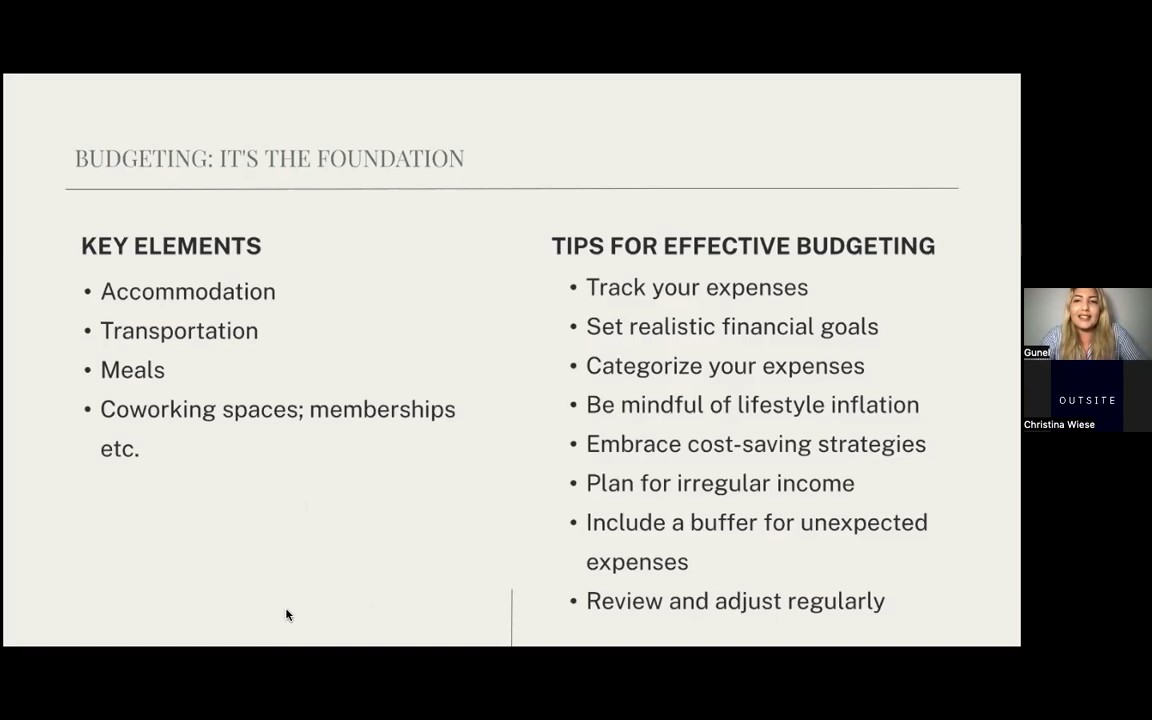 BUDGETING: IT'S THE FOUNDATION
KEY ELEMENTS
• Accommodation
• Transportation
• Meals
• Coworking spaces; memberships
etc.
TIPS FOR EFFECTIVE BUDGETING
• Track your expenses
• Set realistic financial goals
• Categorize your expenses
• Be mindful of lifestyle inflation
• Embrace cost-saving strategies
• Plan for irregular income
• Include a buffer for unexpected
expenses
• Review and adjust regularly
Gunel
OUTSITE
Christina Wiese